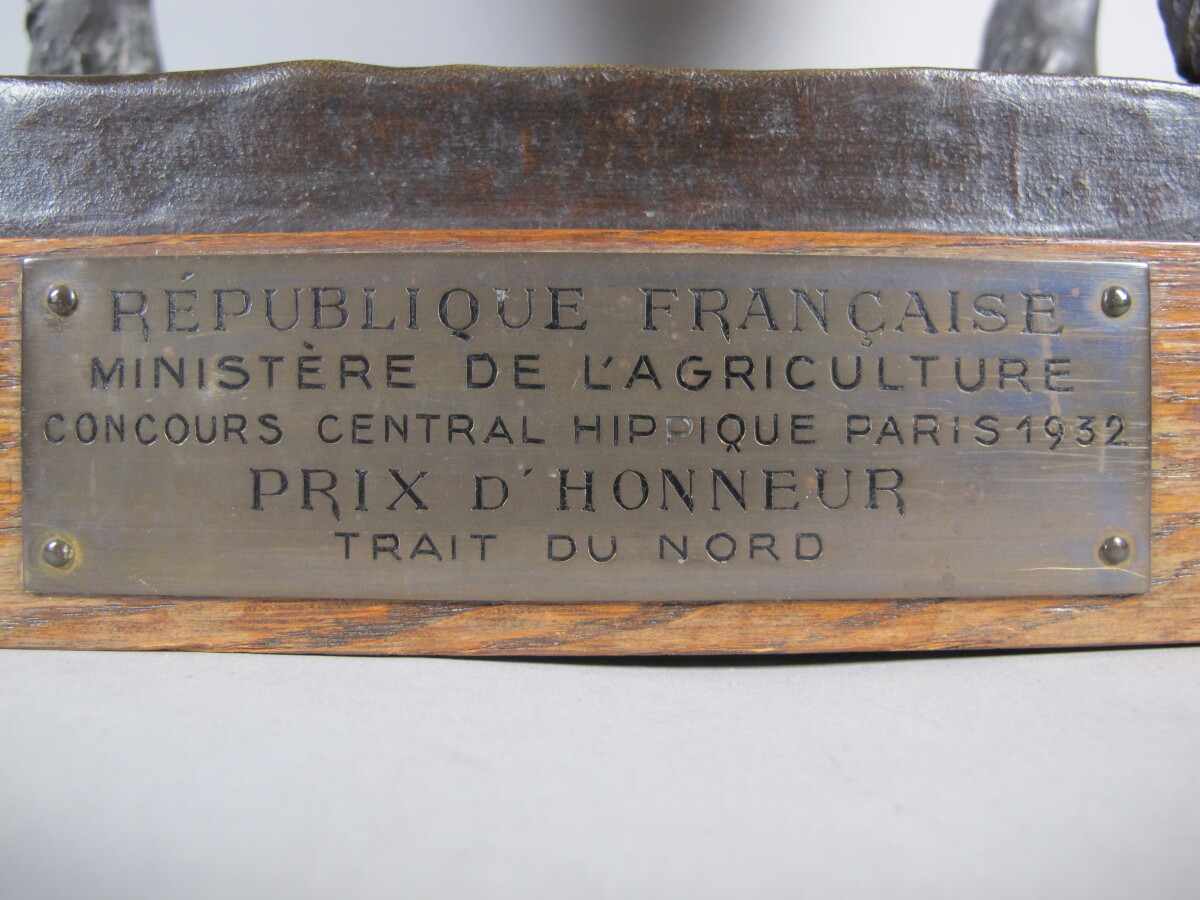 RÉPUBLIQUE FRANÇAISE
MINISTÈRE DE L'AGRICULTURE
CONCOURS CENTRAL HIPPIQUE PARIS 1932
PRIX D'HONNEUR
TRAIT DU NORD